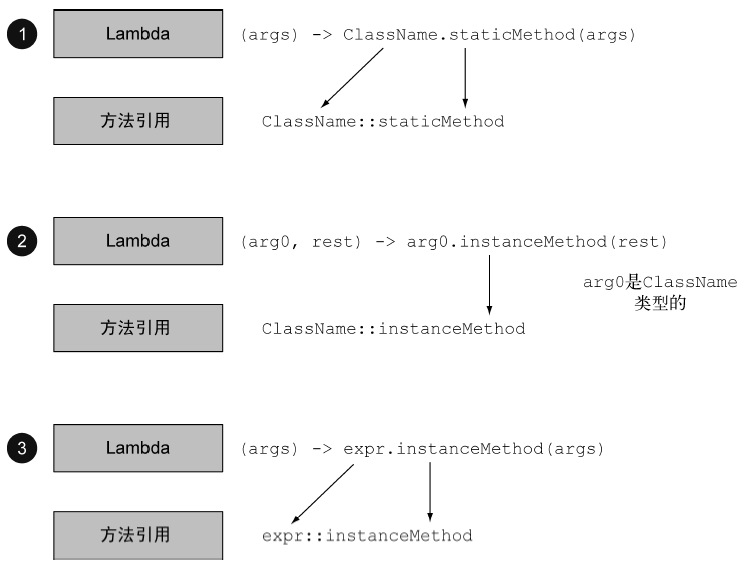 1 Lambda (args) -> ClassName.staticMethod(args)
方法引用 ClassName::staticMethod
2 Lambda (arg0, rest) -> arg0.instanceMethod(rest)
arg0是ClassName
类型的
方法引用 ClassName::instanceMethod
3 Lambda (args) -> expr.instanceMethod(args)
方法引用 expr::instanceMethod